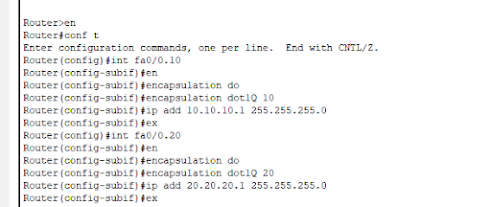 Router>en
Router#conf t
Enter configuration commands, one per line. End with CNTL/Z.
Router(config)#int fa0/0.10
Router(config-subif)#en
Router(config-subif)#encapsulation do
Router(config-subif)#encapsulation dot1Q 10
Router(config-subif)#ip add 10.10.10.1 255.255.255.0
Router(config-subif)#ex
Router(config)#int fa0/0.20
Router(config-subif)#en
Router(config-subif)#encapsulation do
Router(config-subif)#encapsulation dot1Q 20
Router(config-subif)#ip add 20.20.20.1 255.255.255.0
Router(config-subif)#ex